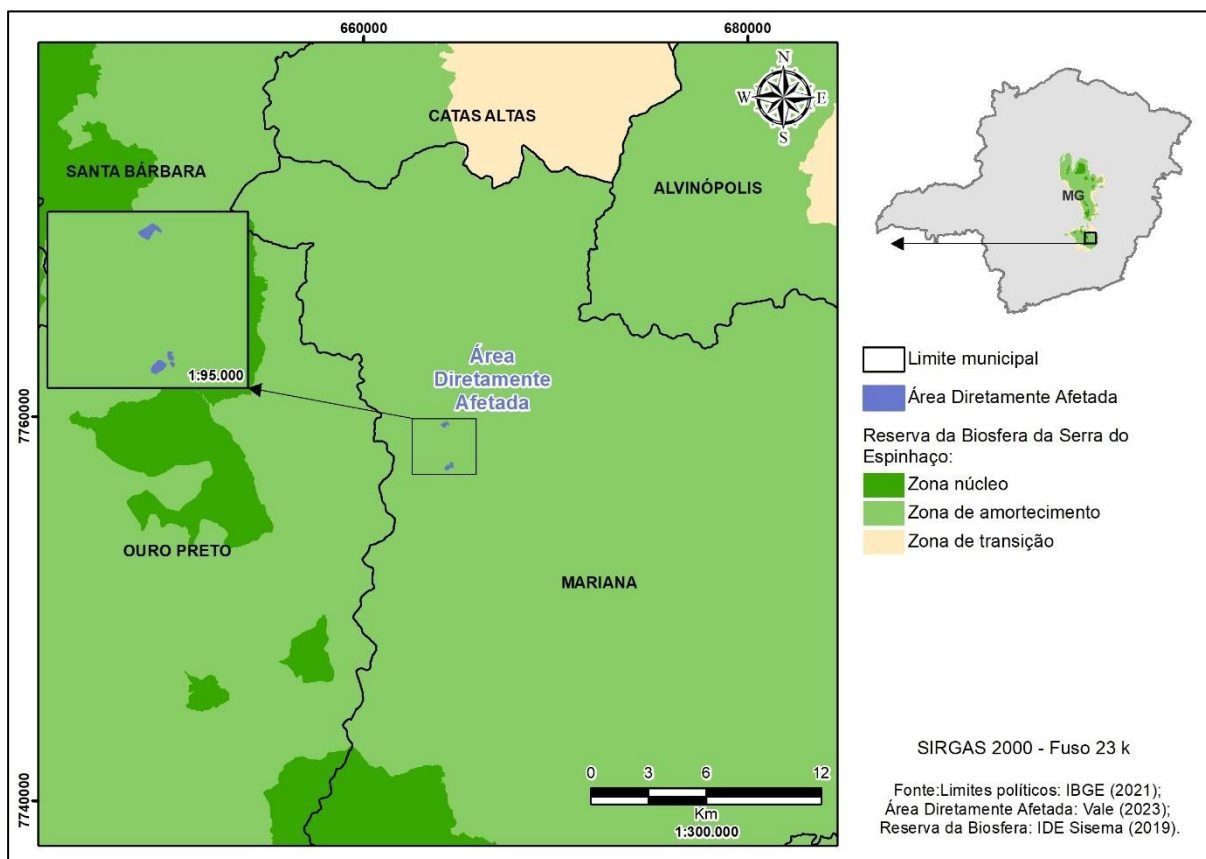 660000
680000
7760000
7740000
CATAS ALTAS
SANTA BÁRBARA
ALVINÓPOLIS
N
W
E
S
1:95.000
Área
Diretamente
Afetada
OURO PRETO
MARIANA
0 3 6 12
Km
1:300.000
MG
Limite municipal
Área Diretamente Afetada
Reserva da Biosfera da Serra do
Espinhaço:
Zona núcleo
Zona de amortecimento
Zona de transição
SIRGAS 2000 - Fuso 23 k
Fonte:Limites políticos: IBGE (2021);
Área Diretamente Afetada: Vale (2023);
Reserva da Biosfera: IDE Sisema (2019).